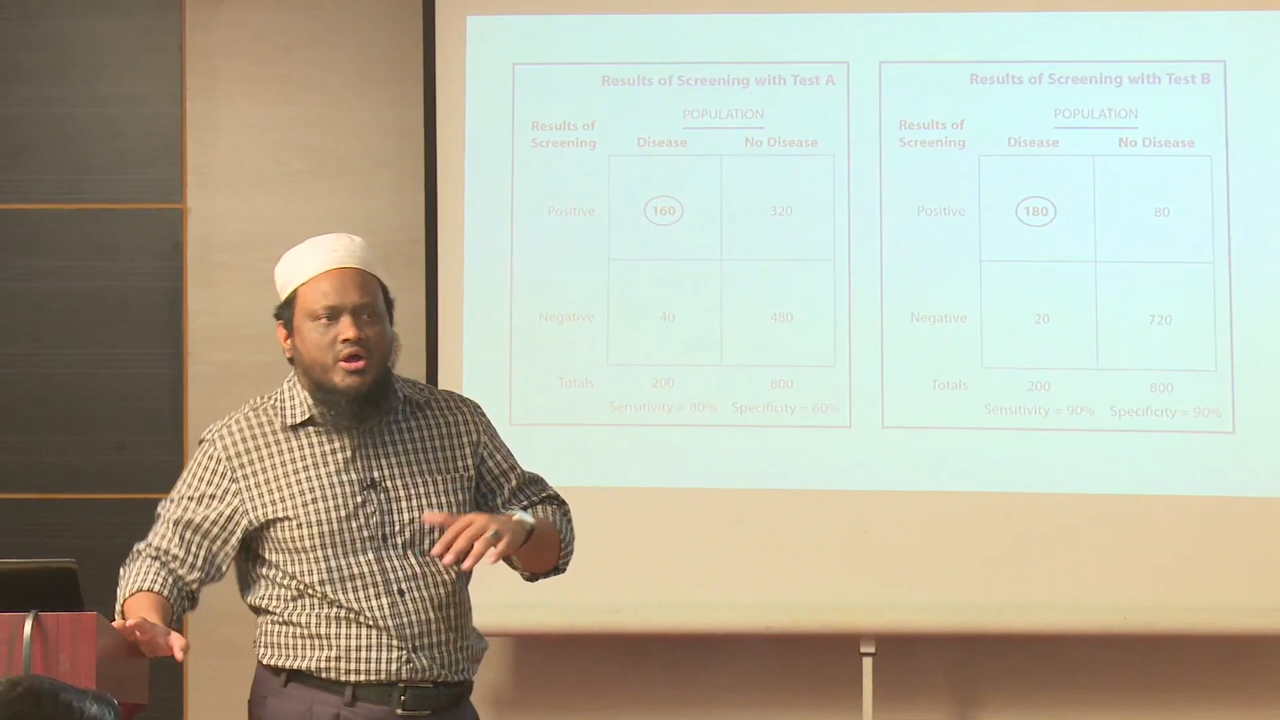 Results of Screening with Test A
POPULATION
Results of
Screening
Disease No Disease
Positive 160 320
Negative 40 480
Totals 200 800
Sensitivity = 80% Specificity = 60%
Results of Screening with Test B
POPULATION
Results of
Screening
Disease No Disease
Positive 180 80
Negative 20 720
Totals 200 800
Sensitivity = 90% Specificity = 90%